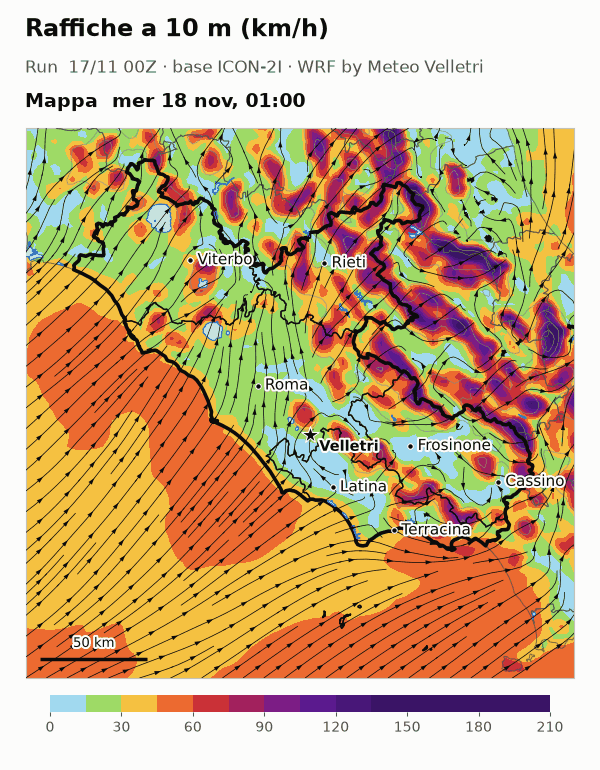 Raffiche a 10 m (km/h)
Run 17/11 00Z · base ICON-2I · WRF by Meteo Velletri
Mappa mer 18 nov, 01:00
Viterbo
Rieti
Roma
Velletri
Frosinone
Cassino
Latina
Terracina
50 km
0 30 60 90 120 150 180 210